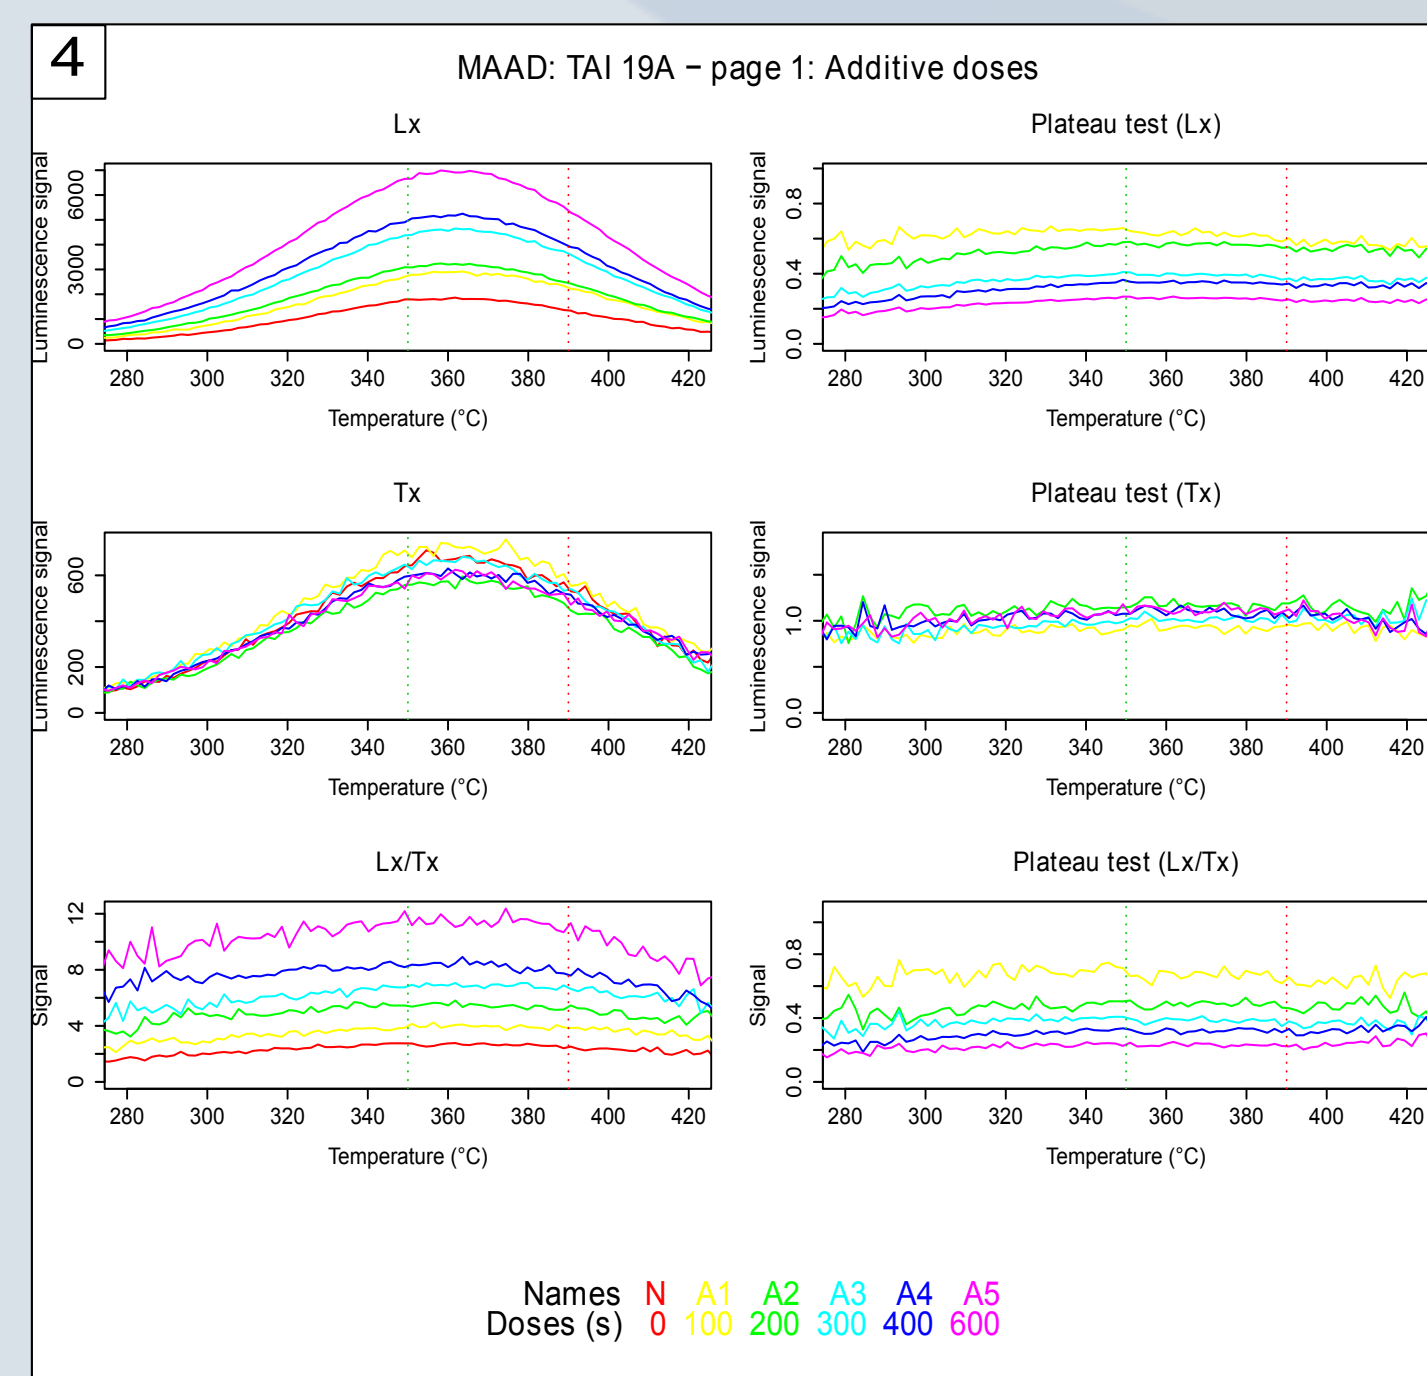 4
MAAD: TAI 19A − page 1: Additive doses
Lx
Luminescence signal
0 3000 6000
280 300 320 340 360 380 400 420
Temperature (°C)
Plateau test (Lx)
Luminescence signal
0.0 0.4 0.8
280 300 320 340 360 380 400 420
Temperature (°C)
Tx
Luminescence signal
0 200 600
280 300 320 340 360 380 400 420
Temperature (°C)
Plateau test (Tx)
Luminescence signal
0.0 1.0
280 300 320 340 360 380 400 420
Temperature (°C)
Lx/Tx
Signal
0 4 8 12
280 300 320 340 360 380 400 420
Temperature (°C)
Plateau test (Lx/Tx)
Signal
0.0 0.4 0.8
280 300 320 340 360 380 400 420
Temperature (°C)
Names N A1 A2 A3 A4 A5
Doses (s) 0 100 200 300 400 600